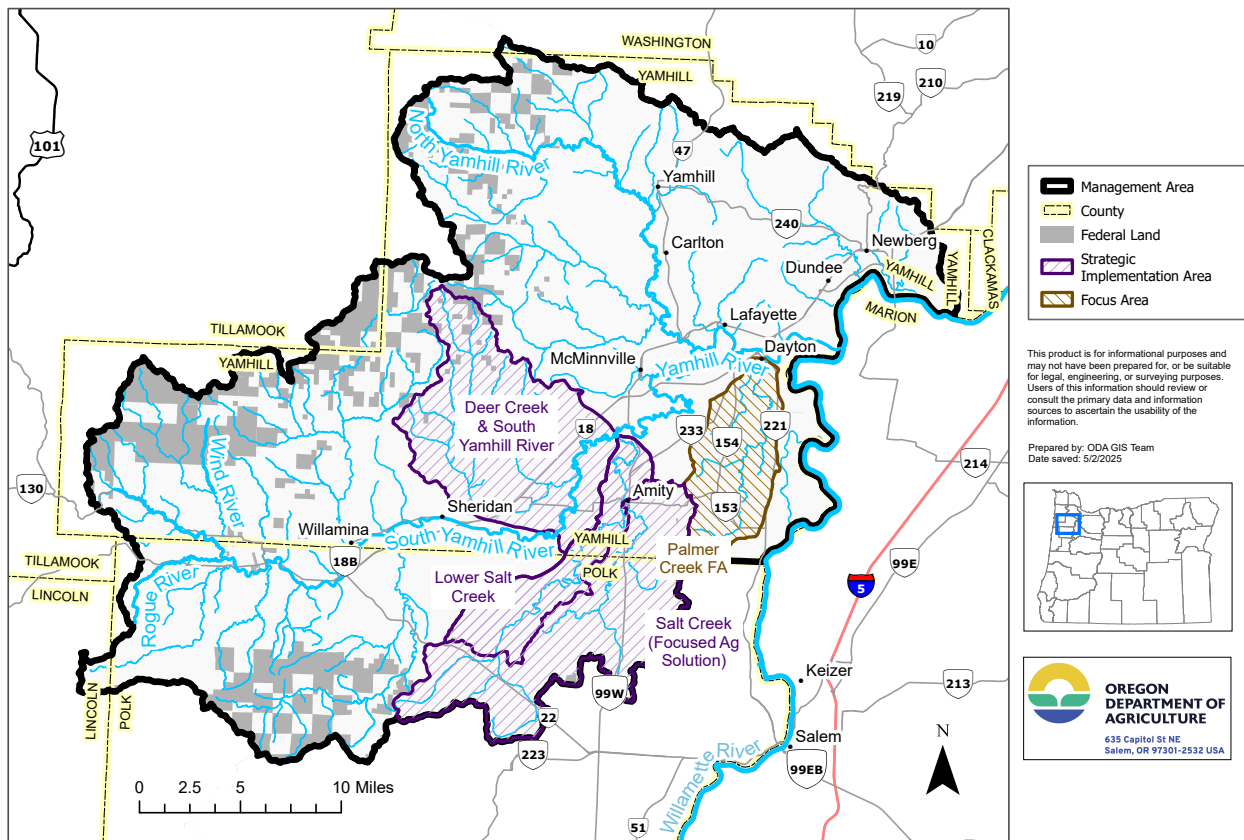 WASHINGTON
YAMHILL
10
210
219
101
47
North Yamhill River
Yamhill
240
Carlton
Newberg
Dundee
YAMHILL
YAMHILL
CLACKAMAS
MARION
Lafayette
TILLAMOOK
YAMHILL
McMinnville
Yamhill River
Dayton
Deer Creek
& South
Yamhill River
18
233
154
221
214
130
Wind River
Sheridan
Amity
153
Willamina
South Yamhill River
YAMHILL
POLK
18B
Palmer
Creek FA
99E
5
TILLAMOOK
LINCOLN
Rogue River
Lower Salt
Creek
Salt Creek
(Focused Ag
Solution)
Keizer
213
99W
LINCOLN
POLK
22
223
Salem
99EB
Willamette River
51
N
0 2.5 5 10 Miles
Management Area
County
Federal Land
Strategic
Implementation Area
Focus Area
This product is for informational purposes and
may not have been prepared for, or be suitable
for legal, engineering, or surveying purposes.
Users of this information should review or
consult the primary data and information
sources to ascertain the usability of the
information.
Prepared by: ODA GIS Team
Date saved: 5/2/2025
OREGON
DEPARTMENT OF
AGRICULTURE
635 Capitol St NE
Salem, OR 97301-2532 USA